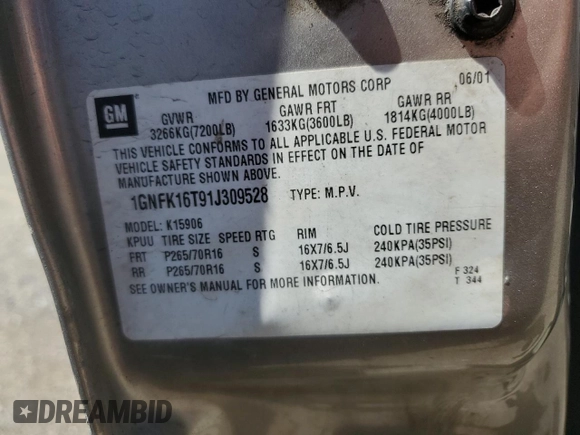 MFD BY GENERAL MOTORS CORP 06/01
GM
GVWR GAWR FRT GAWR RR
3266KG(7200LB) 1633KG(3600LB) 1814KG(4000LB)
THIS VEHICLE CONFORMS TO ALL APPLICABLE U.S. FEDERAL MOTOR
VEHICLE SAFETY STANDARDS IN EFFECT ON THE DATE OF
MANUFACTURE SHOWN ABOVE.
1GNFK16T91J309528 TYPE: M.P.V.
MODEL: K15906
KPUU TIRE SIZE SPEED RTG RIM COLD TIRE PRESSURE
FRT P265/70R16 S 16X7/6.5J 240KPA(35PSI)
RR P265/70R16 S 16X7/6.5J 240KPA(35PSI)
SEE OWNER'S MANUAL FOR MORE INFORMATION.
F 324
T 344
DREAMBID